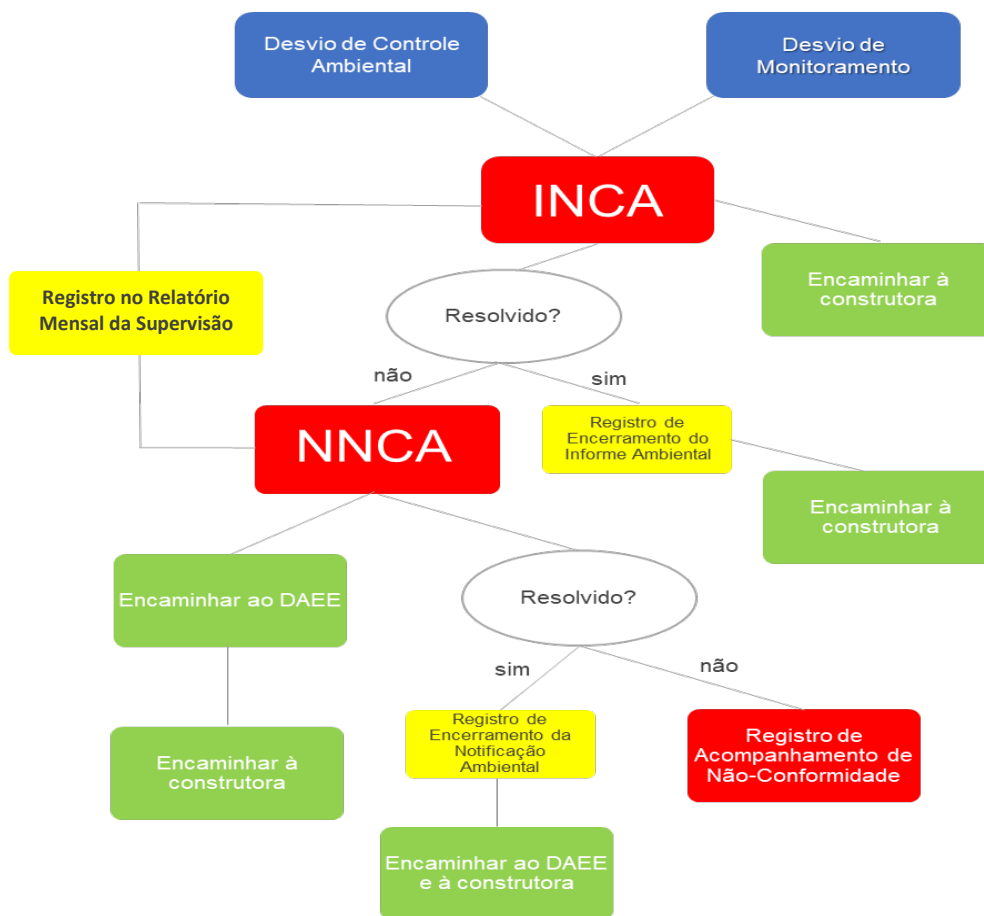 Desvio de Controle
Ambiental
Desvio de
Monitoramento
INCA
Registro no Relatório
Mensal da Supervisão
Encaminhar à
construtora
Resolvido?
não
sim
NNCA
Registro de
Encerramento do
Informe Ambiental
Encaminhar à
construtora
Encaminhar ao DAEE
Resolvido?
sim
não
Encaminhar à
construtora
Registro de
Encerramento da
Notificação
Ambiental
Registro de
Acompanhamento de
Não-Conformidade
Encaminhar ao DAEE
e à construtora